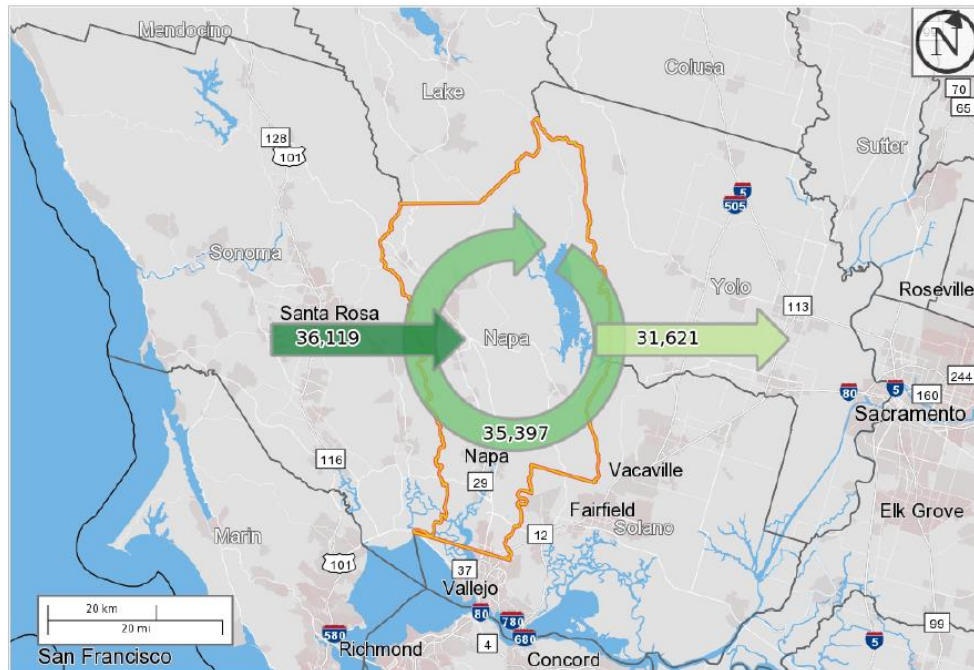 Mendocino
Colusa
N
Lake
70
65
128
101
Sutter
5
505
Sonoma
Yolo
Roseville
113
Santa Rosa
36,119
Napa
31,621
244
80
5
160
Sacramento
35,397
Napa
116
29
Vacaville
Fairfield
Elk Grove
Solano
Marin
12
101
37
Vallejo
20 km
20 mi
80
780
680
580
4
5
99
Richmond
San Francisco
Concord